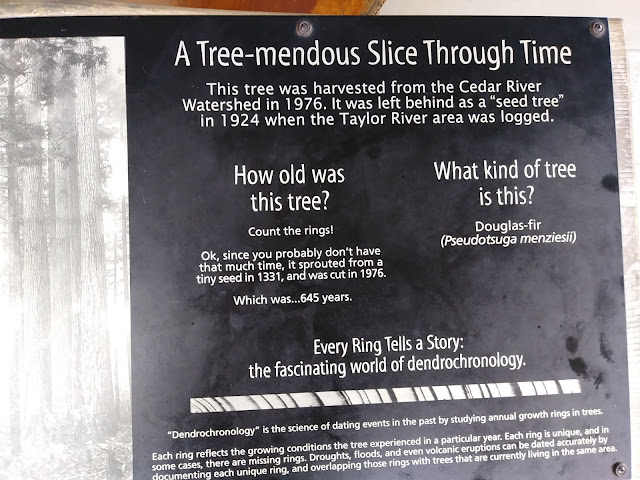 A Tree-mendous Slice Through Time
This tree was harvested from the Cedar River
Watershed in 1976. It was left behind as a “seed tree”
in 1924 when the Taylor River area was logged.
How old was
this tree?
Count the rings!
Ok, since you probably don’t have
that much time, it sprouted from a
tiny seed in 1331, and was cut in 1976.
Which was...645 years.
What kind of tree
is this?
Douglas-fir
(Pseudotsuga menziesii)
Every Ring Tells a Story:
the fascinating world of dendrochronology.
“Dendrochronology” is the science of dating events in the past by studying annual growth rings in trees.
Each ring reflects the growing conditions the tree experienced in a particular year. Each ring is unique, and in
some cases, there are missing rings. Droughts, floods, and even volcanic eruptions can be dated accurately by
documenting each unique ring, and overlapping those rings with trees that are currently living in the same area.